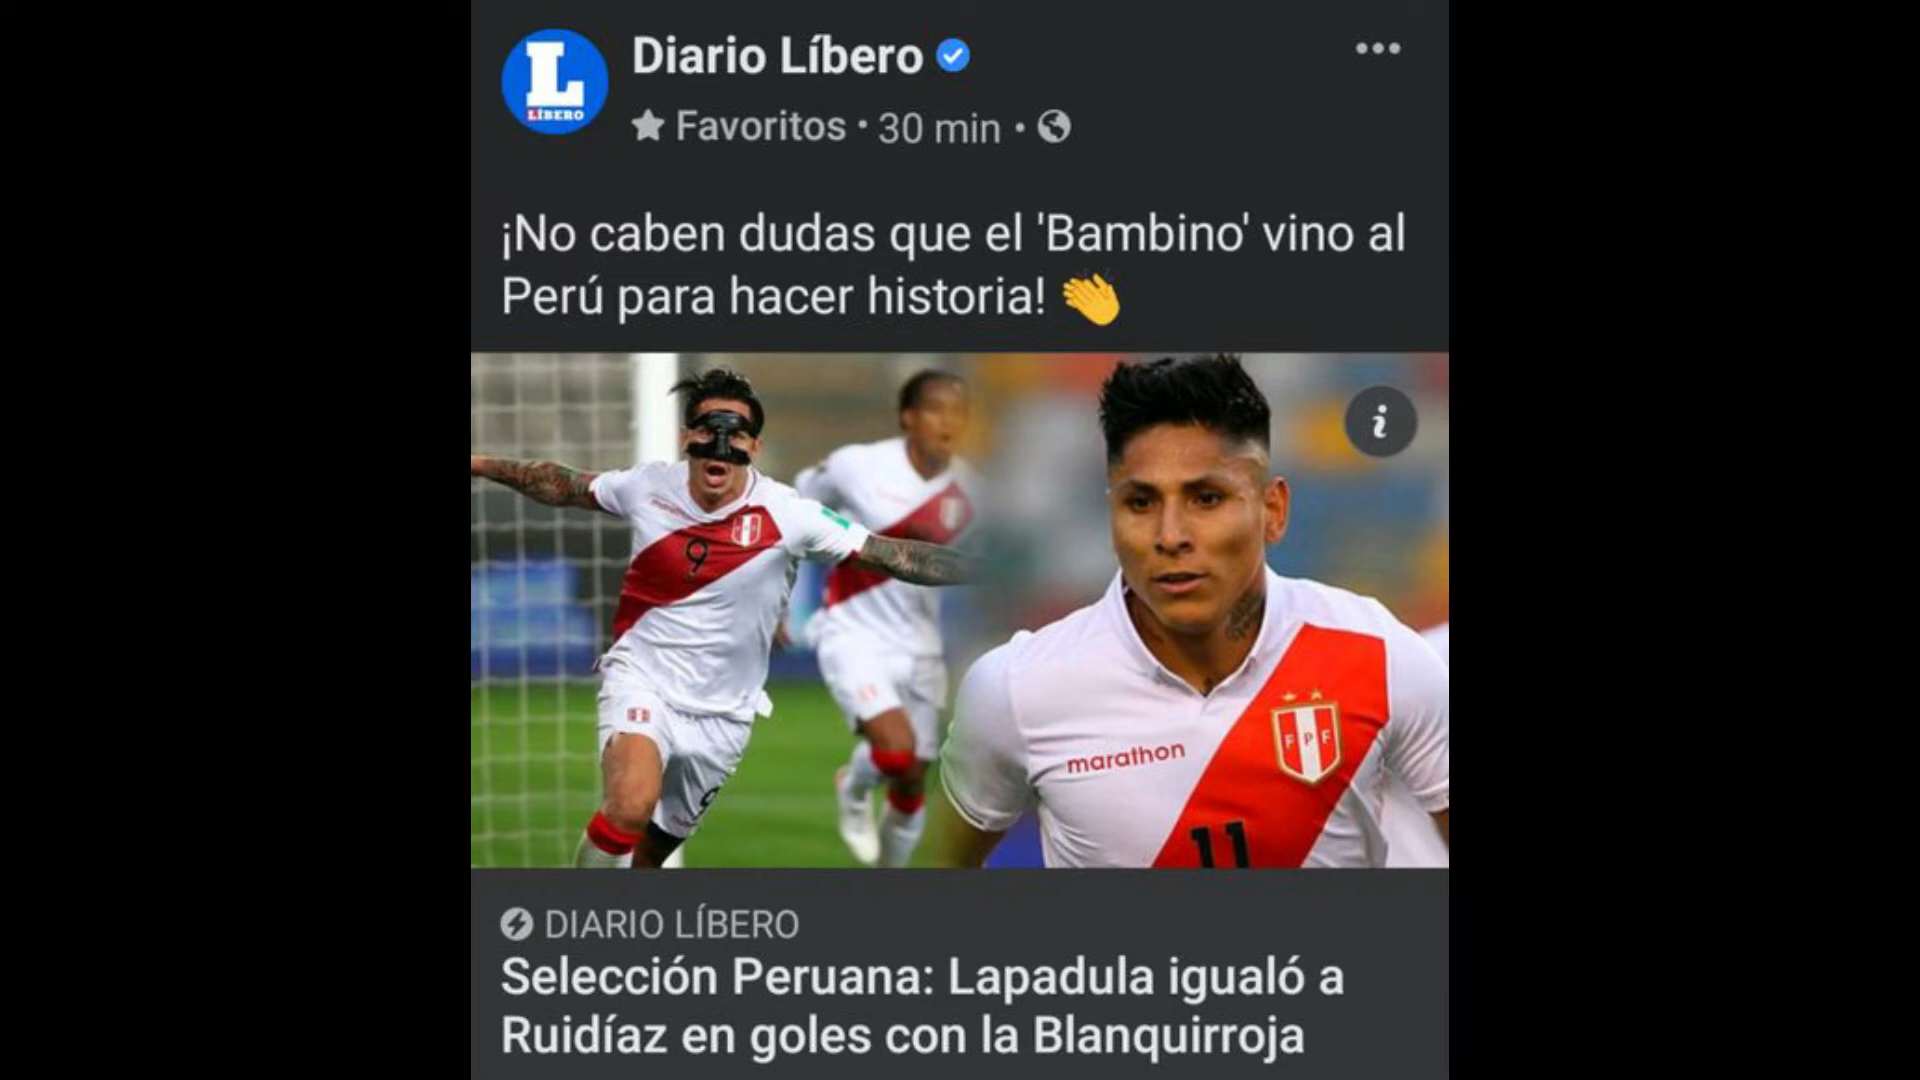 Diario Líbero
L
LÍBERO
Favoritos • 30 min •
¡No caben dudas que el 'Bambino' vino al
Perú para hacer historia! 👏
i
9
9
marathon
FPF
11
DIARIO LÍBERO
Selección Peruana: Lapadula igualó a
Ruidíaz en goles con la Blanquirroja